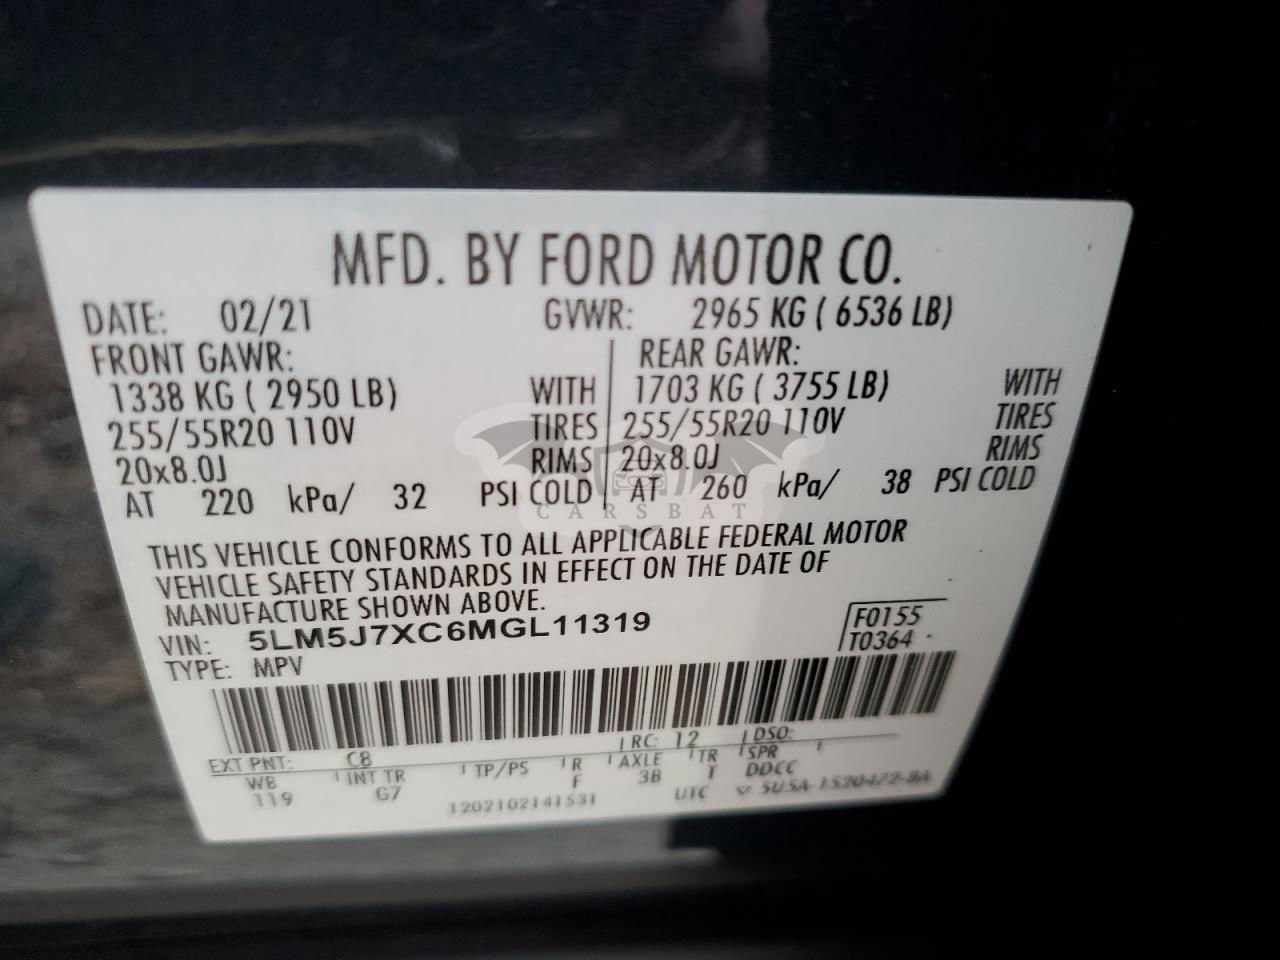 MFD. BY FORD MOTOR CO.
DATE: 02/21 GVWR: 2965 KG ( 6536 LB)
FRONT GAWR: REAR GAWR:
1338 KG ( 2950 LB) WITH 1703 KG ( 3755 LB) WITH
255/55R20 110V TIRES 255/55R20 110V TIRES
20x8.0J RIMS 20x8.0J RIMS
AT 220 kPa/ 32 PSI COLD AT 260 kPa/ 38 PSI COLD
CARSBAT
THIS VEHICLE CONFORMS TO ALL APPLICABLE FEDERAL MOTOR
VEHICLE SAFETY STANDARDS IN EFFECT ON THE DATE OF
MANUFACTURE SHOWN ABOVE.
VIN: 5LM5J7XC6MGL11319 F0155
TYPE: MPV T0364
EXT PNT: C8 RC: 12 DSO:
WB INT TR TP/PS R AXLE TR SPR
119 G7 F 3B T DDCC
1202102141531 UTC 5U5A-1520472-BA